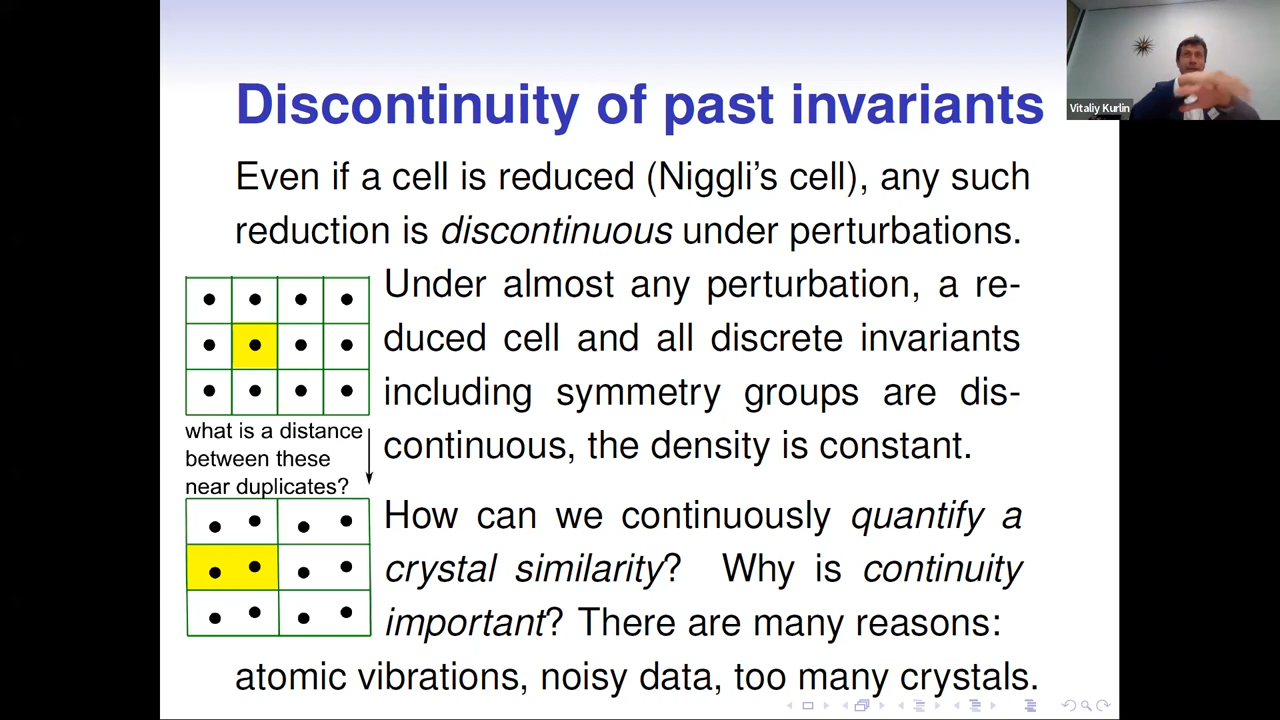 Discontinuity of past invariants
Vitaliy Kurlin
Even if a cell is reduced (Niggli's cell), any such
reduction is discontinuous under perturbations.
Under almost any perturbation, a re-
duced cell and all discrete invariants
including symmetry groups are dis-
continuous, the density is constant.
what is a distance
between these
near duplicates?
How can we continuously quantify a
crystal similarity? Why is continuity
important? There are many reasons:
atomic vibrations, noisy data, too many crystals.